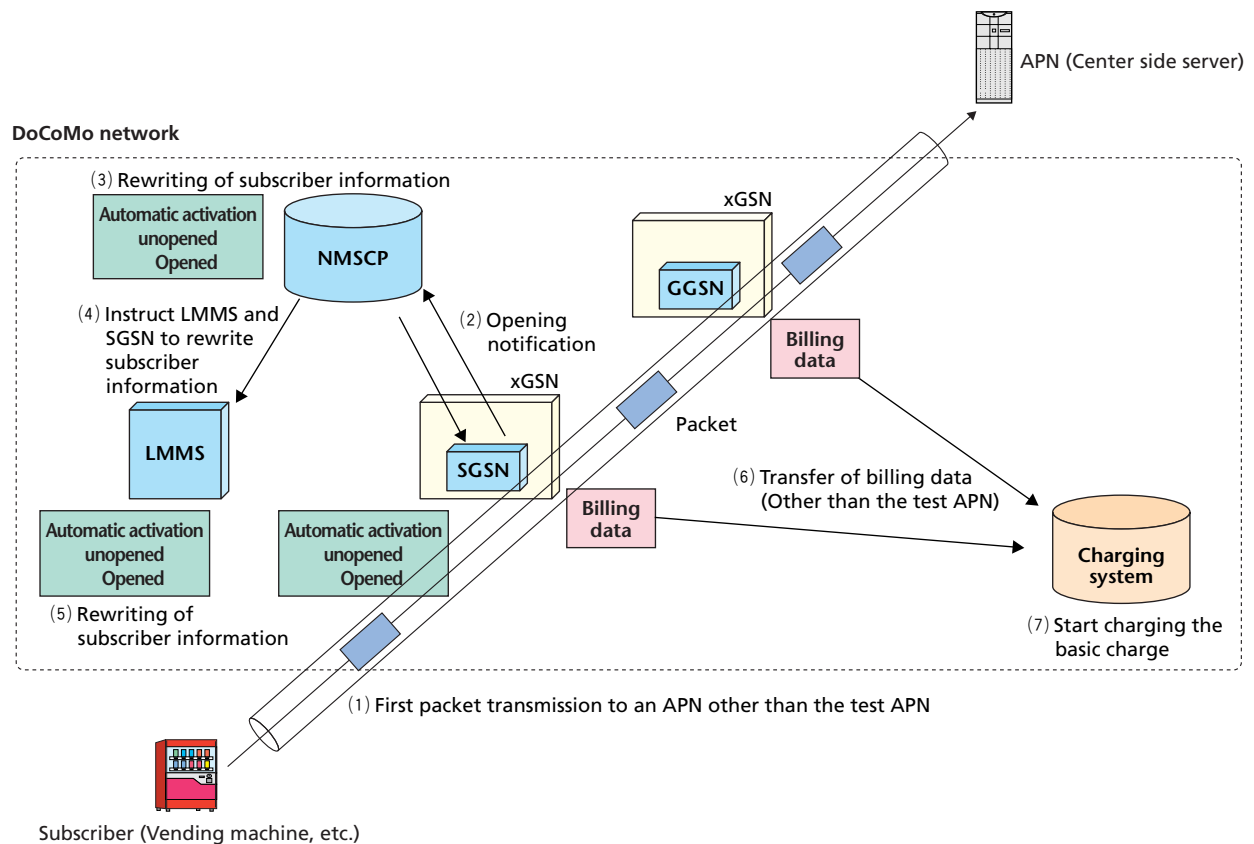 APN (Center side server)
DoCoMo network
(3) Rewriting of subscriber information
Automatic activation
unopened
Opened
NMSCP
xGSN
GGSN
(4) Instruct LMMS and
SGSN to rewrite
subscriber
information
(2) Opening
notification
Billing
data
xGSN
Packet
LMMS
SGSN
(6) Transfer of billing data
(Other than the test APN)
Billing
data
Automatic activation
unopened
Opened
Automatic activation
unopened
Opened
Charging
system
(5) Rewriting of
subscriber information
(7) Start charging the
basic charge
(1) First packet transmission to an APN other than the test APN
Subscriber (Vending machine, etc.)